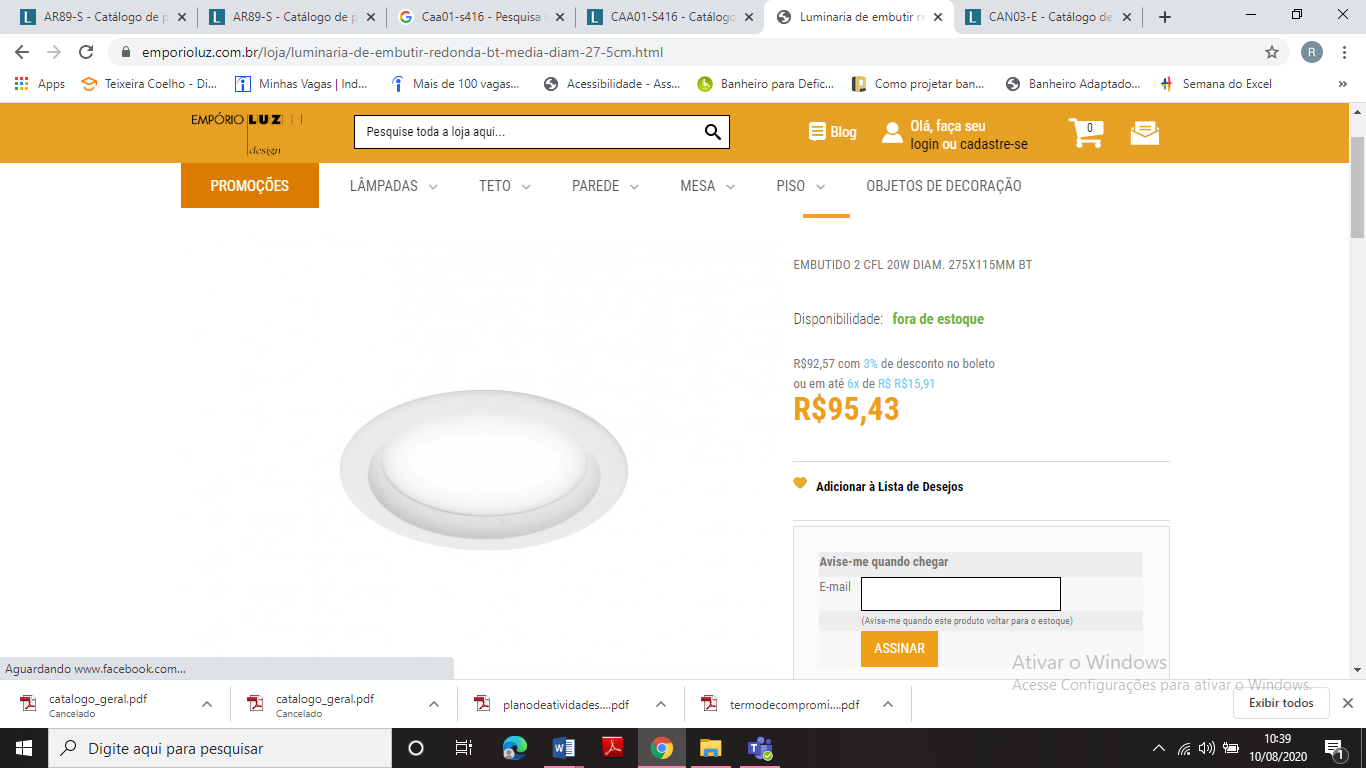 AR89-S - Catálogo de p
AR89-S - Catálogo de p
Caa01-s416 - Pesquisa
CAA01-S416 - Catálogo
Luminaria de embutir re
CAN03-E - Catálogo de
emporioluz.com.br/loja/luminaria-de-embutir-redonda-bt-media-diam-27-5cm.html
R
Apps
Teixeira Coelho - Di...
Minhas Vagas | Ind...
Mais de 100 vagas...
Acessibilidade - Ass...
Banheiro para Defic...
Como projetar ban...
Banheiro Adaptado...
Semana do Excel
»
EMPÓRIO LUZ
design
Pesquise toda a loja aqui...
Blog
Olá, faça seu
login ou cadastre-se
0
PROMOÇÕES
LÂMPADAS
TETO
PAREDE
MESA
PISO
OBJETOS DE DECORAÇÃO
EMBUTIDO 2 CFL 20W DIAM. 275X115MM BT
Disponibilidade: fora de estoque
R$92,57 com 3% de desconto no boleto
ou em até 6x de R$ R$15,91
R$95,43
Adicionar à Lista de Desejos
Avise-me quando chegar
E-mail
(Avise-me quando este produto voltar para o estoque)
ASSINAR
Aguardando www.facebook.com...
Ativar o Windows
Acesse Configurações para ativar o Windows.
catalogo_geral.pdf
Cancelado
catalogo_geral.pdf
Cancelado
planodeatividades....pdf
termodecompromi....pdf
Exibir todos
Digite aqui para pesquisar
10:39
10/08/2020
1